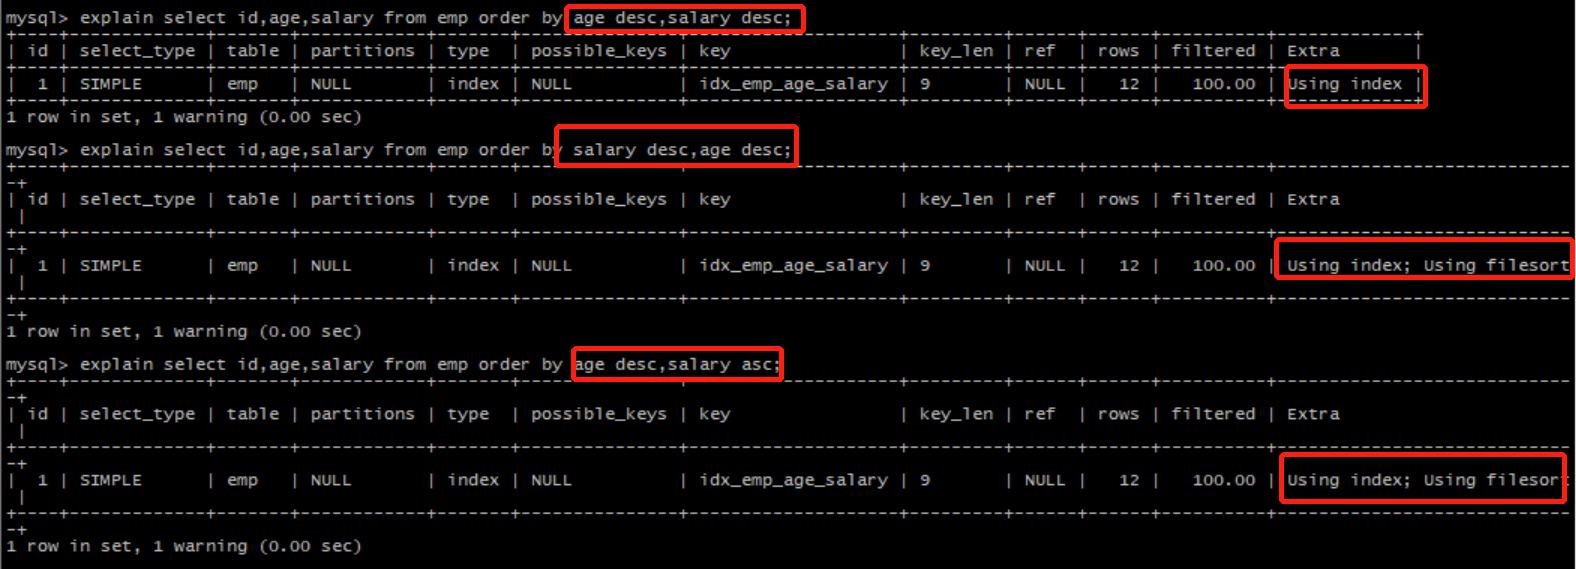 mysql> explain select id,age,salary from emp order by age desc,salary desc;
+----+-------------+-------+------------+-------+---------------+--------------------+---------+------+------+----------+-------------+
| id | select_type | table | partitions | type  | possible_keys | key                | key_len | ref  | rows | filtered | Extra       |
+----+-------------+-------+------------+-------+---------------+--------------------+---------+------+------+----------+-------------+
|  1 | SIMPLE      | emp   | NULL       | index | NULL          | idx_emp_age_salary | 9       | NULL |   12 |   100.00 | Using index |
+----+-------------+-------+------------+-------+---------------+--------------------+---------+------+------+----------+-------------+
1 row in set, 1 warning (0.00 sec)
mysql> explain select id,age,salary from emp order by salary desc,age desc;
+----+-------------+-------+------------+-------+---------------+--------------------+---------+------+------+----------+----------------------------
-+
| id | select_type | table | partitions | type  | possible_keys | key                | key_len | ref  | rows | filtered | Extra
 |
+----+-------------+-------+------------+-------+---------------+--------------------+---------+------+------+----------+----------------------------
-+
|  1 | SIMPLE      | emp   | NULL       | index | NULL          | idx_emp_age_salary | 9       | NULL |   12 |   100.00 | Using index; Using filesort
 |
+----+-------------+-------+------------+-------+---------------+--------------------+---------+------+------+----------+----------------------------
-+
1 row in set, 1 warning (0.00 sec)
mysql> explain select id,age,salary from emp order by age desc,salary asc;
+----+-------------+-------+------------+-------+---------------+--------------------+---------+------+------+----------+----------------------------
-+
| id | select_type | table | partitions | type  | possible_keys | key                | key_len | ref  | rows | filtered | Extra
 |
+----+-------------+-------+------------+-------+---------------+--------------------+---------+------+------+----------+----------------------------
-+
|  1 | SIMPLE      | emp   | NULL       | index | NULL          | idx_emp_age_salary | 9       | NULL |   12 |   100.00 | Using index; Using filesort
 |
+----+-------------+-------+------------+-------+---------------+--------------------+---------+------+------+----------+----------------------------
-+
1 row in set, 1 warning (0.00 sec)